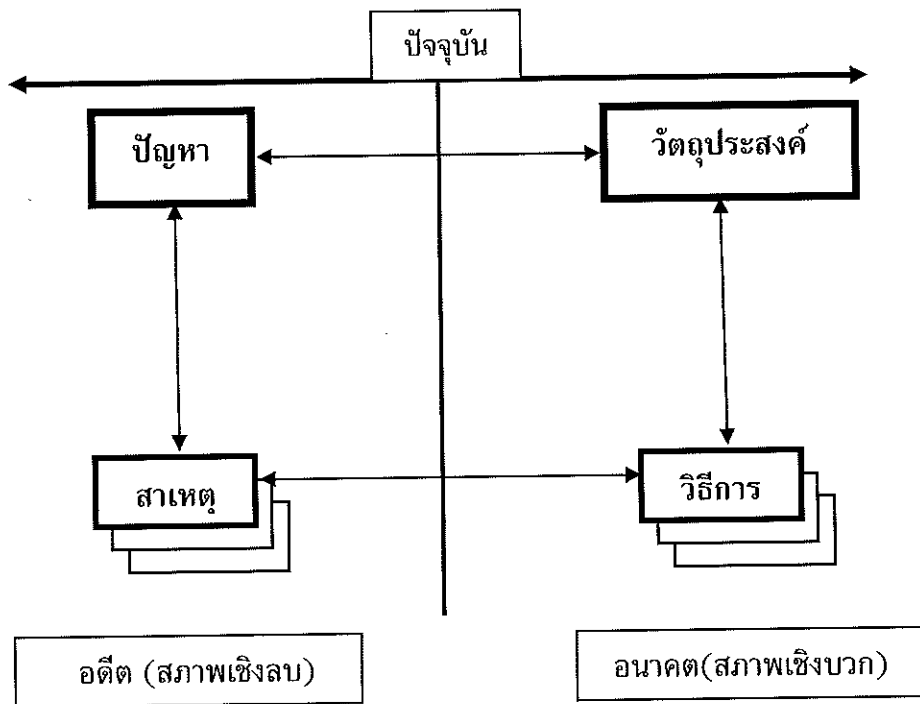 ปัจจุบัน
ปัญหา
วัตถุประสงค์
สาเหตุ
วิธีการ
อดีต (สภาพเชิงลบ)
อนาคต(สภาพเชิงบวก)